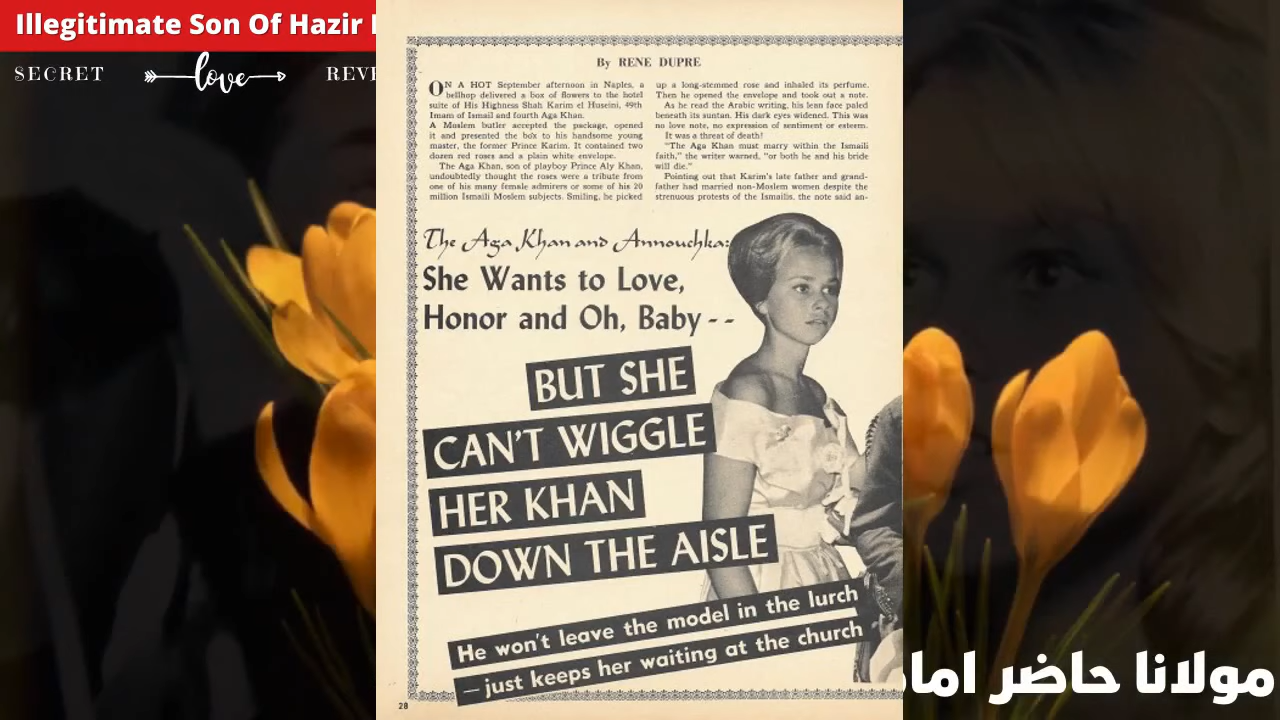 Illegitimate Son Of Hazir
SECRET love REVE
By RENE DUPRE
ON A HOT September afternoon in Naples, a
bellhop delivered a box of flowers to the hotel
suite of His Highness Shah Karim el Huseini, 49th
Imam of Ismail and fourth Aga Khan.
A Moslem butler accepted the package, opened
it and presented the box to his handsome young
master, the former Prince Karim. It contained two
dozen red roses and a plain white envelope.
The Aga Khan, son of playboy Prince Aly Khan,
undoubtedly thought the roses were a tribute from
one of his many female admirers or some of his 20
million Ismaili Moslem subjects. Smiling, he picked
up a long-stemmed rose and inhaled its perfume.
Then he opened the envelope and took out a note.
As he read the Arabic writing, his lean face paled
beneath its suntan. His dark eyes widened. This was
no love note, no expression of sentiment or esteem.
It was a threat of death!
"The Aga Khan must marry within the Ismaili
faith," the writer warned, "or both he and his bride
will die."
Pointing out that Karim's late father and grand-
father had married non-Moslem women despite the
strenuous protests of the Ismailis, the note said an-
The Aga Khan and Annouchka:
She Wants to Love,
Honor and Oh, Baby - -
BUT SHE
CAN'T WIGGLE
HER KHAN
DOWN THE AISLE
He won't leave the model in the lurch
— just keeps her waiting at the church
28
مولانا حاضر اما